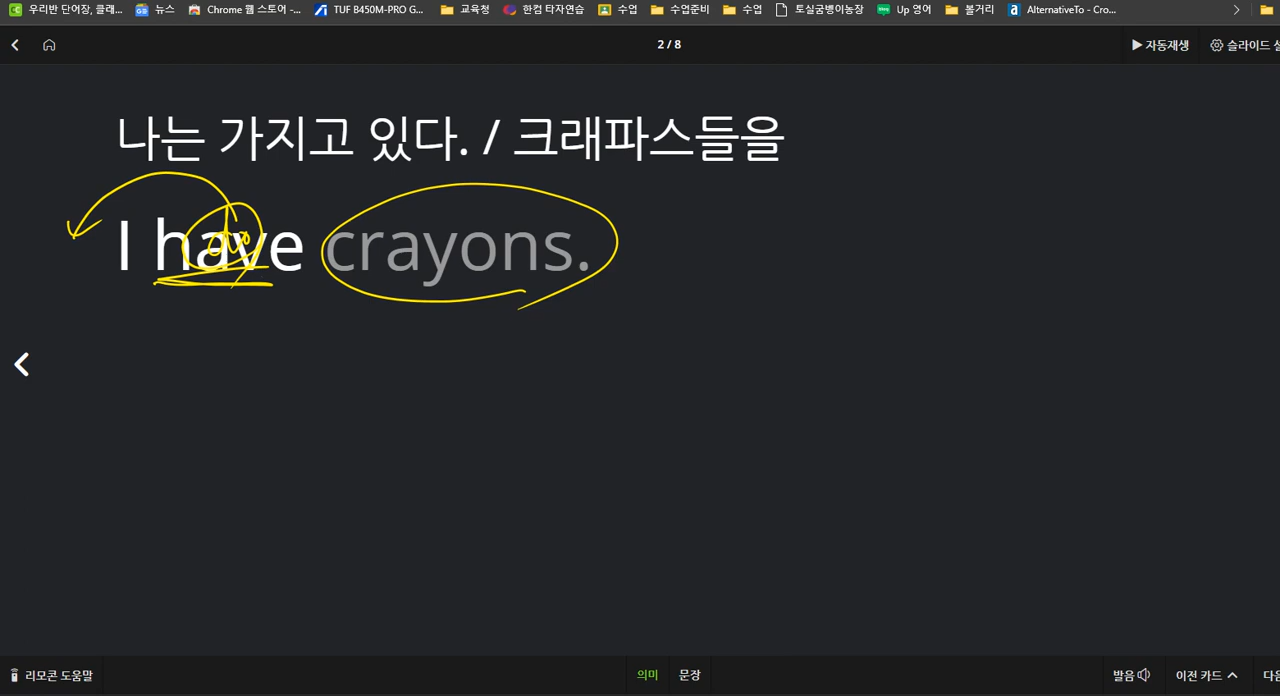 우리반 단어장, 클래... 뉴스 Chrome 웹 스토어 -... TUF B450M-PRO G... 교육청 한컴 타자연습 수업 수업준비 수업 토실굼벵이농장 Up 영어 볼거리 AlternativeTo - Cro...
2 / 8 자동재생 슬라이드
나는 가지고 있다. / 크래파스들을
I have crayons.
리모콘 도움말 의미 문장 발음 이전 카드